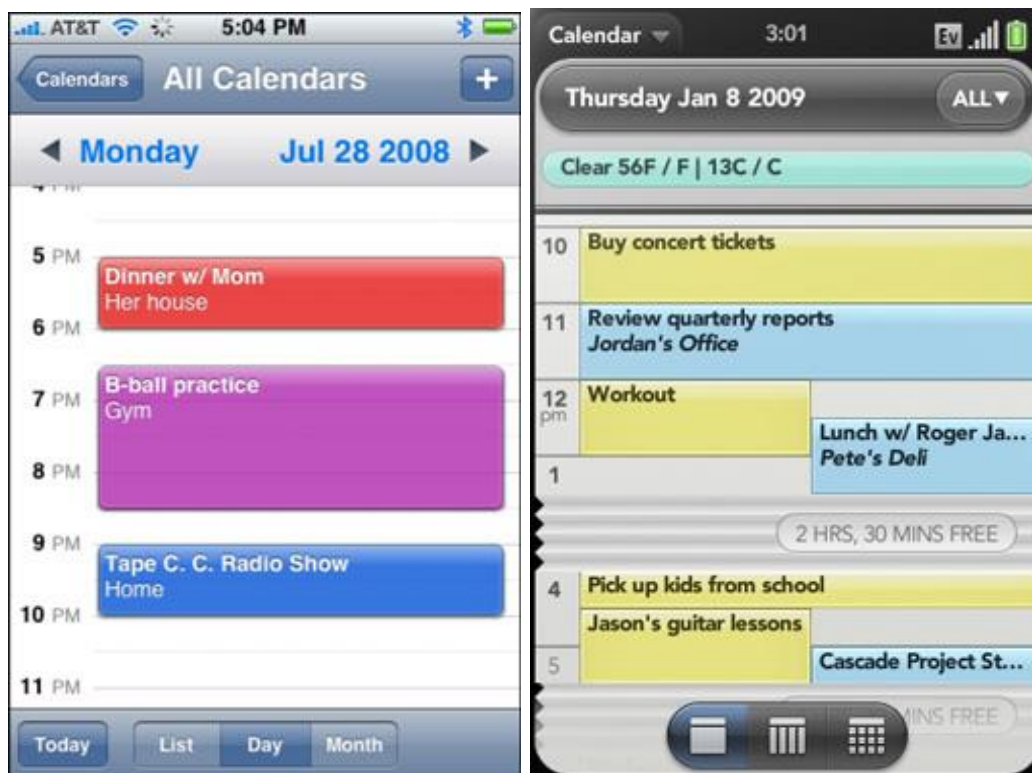 AT&T 5:04 PM
Calendars All Calendars +
Monday Jul 28 2008
5 PM
Dinner w/ Mom
Her house
6 PM
B-ball practice
7 PM
Gym
8 PM
9 PM
Tape C. C. Radio Show
Home
10 PM
11 PM
Today List Day Month
Calendar 3:01 Ev
Thursday Jan 8 2009 ALL
Clear 56F / F | 13C / C
10 Buy concert tickets
11 Review quarterly reports
Jordan's Office
12 Workout
pm
Lunch w/ Roger Ja...
Pete's Deli
1
2 HRS, 30 MINS FREE
4 Pick up kids from school
Jason's guitar lessons
5 Cascade Project St...
MINS FREE